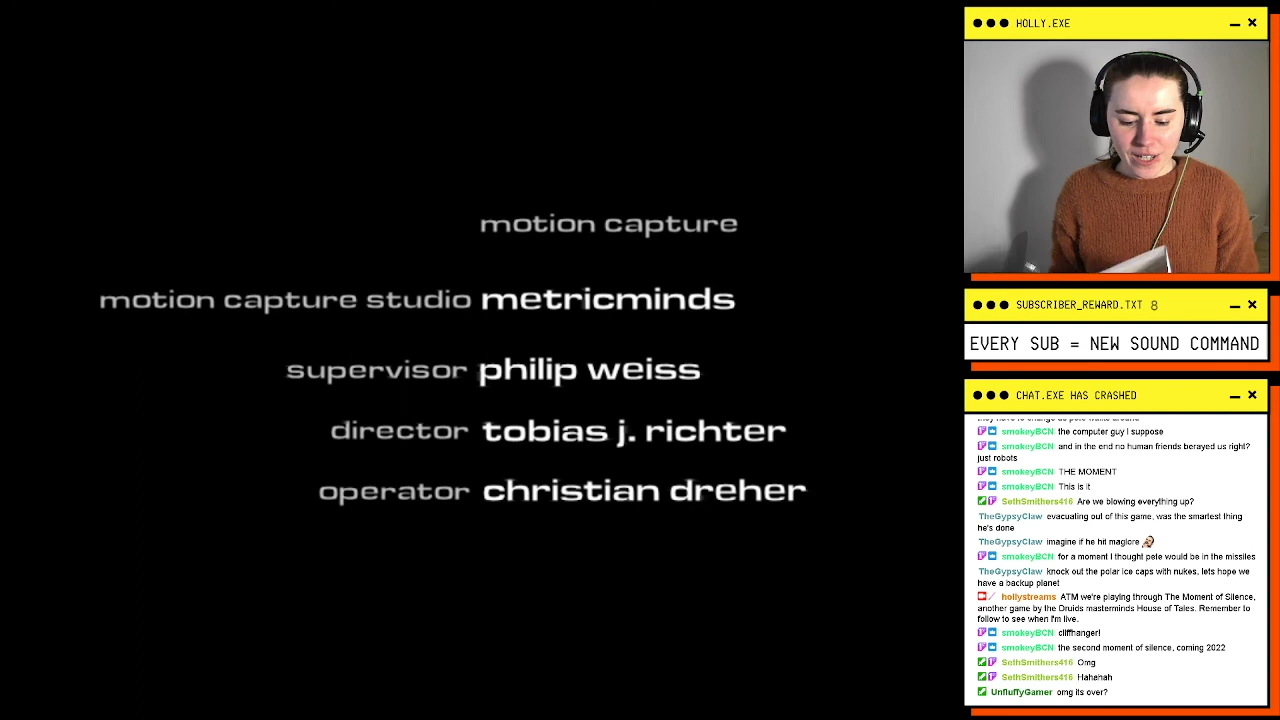 motion capture
motion capture studio metricminds
supervisor philip weiss
director tobias j. richter
operator christian dreher
HOLLY.EXE
SUBSCRIBER_REWARD.TXT 8
EVERY SUB = NEW SOUND COMMAND
CHAT.EXE HAS CRASHED
smokeyBCN the computer guy I suppose
smokeyBCN and in the end no human friends berayed us right?
just robots
smokeyBCN THE MOMENT
smokeyBCN This is it
SethSmithers416 Are we blowing everything up?
TheGypsyClaw evacuating out of this game, was the smartest thing
he's done
TheGypsyClaw imagine if he hit maglore
smokeyBCN for a moment I thought pete would be in the missiles
TheGypsyClaw knock out the polar ice caps with nukes, lets hope we
have a backup planet
hollystreams ATM we're playing through The Moment of Silence,
another game by the Druids masterminds House of Tales. Remember to
follow to see when I'm live.
smokeyBCN cliffhanger!
smokeyBCN the second moment of silence, coming 2022
SethSmithers416 Omg
SethSmithers416 Hahahah
UnfluffyGamer omg its over?